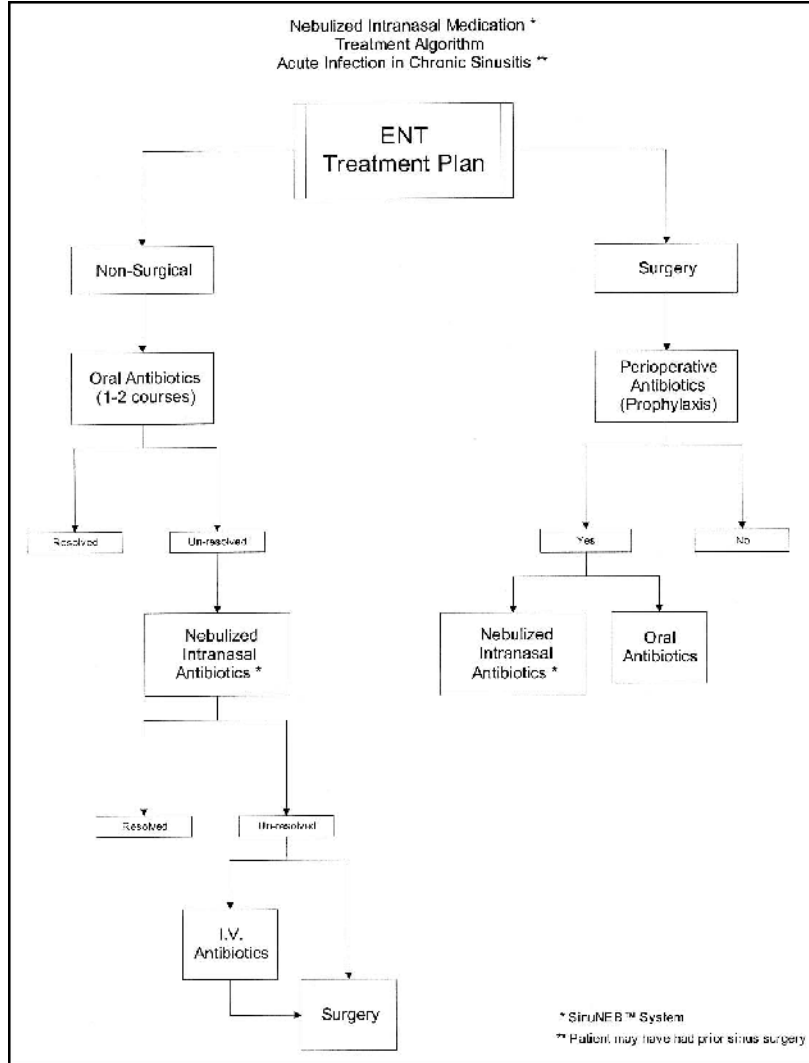 Nebulized Intranasal Medication *
Treatment Algorithm
Acute Infection in Chronic Sinusitis **
ENT
Treatment Plan
Non-Surgical
Surgery
Oral Antibiotics
(1-2 courses)
Perioperative
Antibiotics
(Prophylaxis)
Resolved
Un-resolved
Yes
No
Nebulized
Intranasal
Antibiotics *
Nebulized
Intranasal
Antibiotics *
Oral
Antibiotics
Resolved
Un-resolved
I.V.
Antibiotics
Surgery
* SinuNEB™ System
** Patient may have had prior sinus surgery